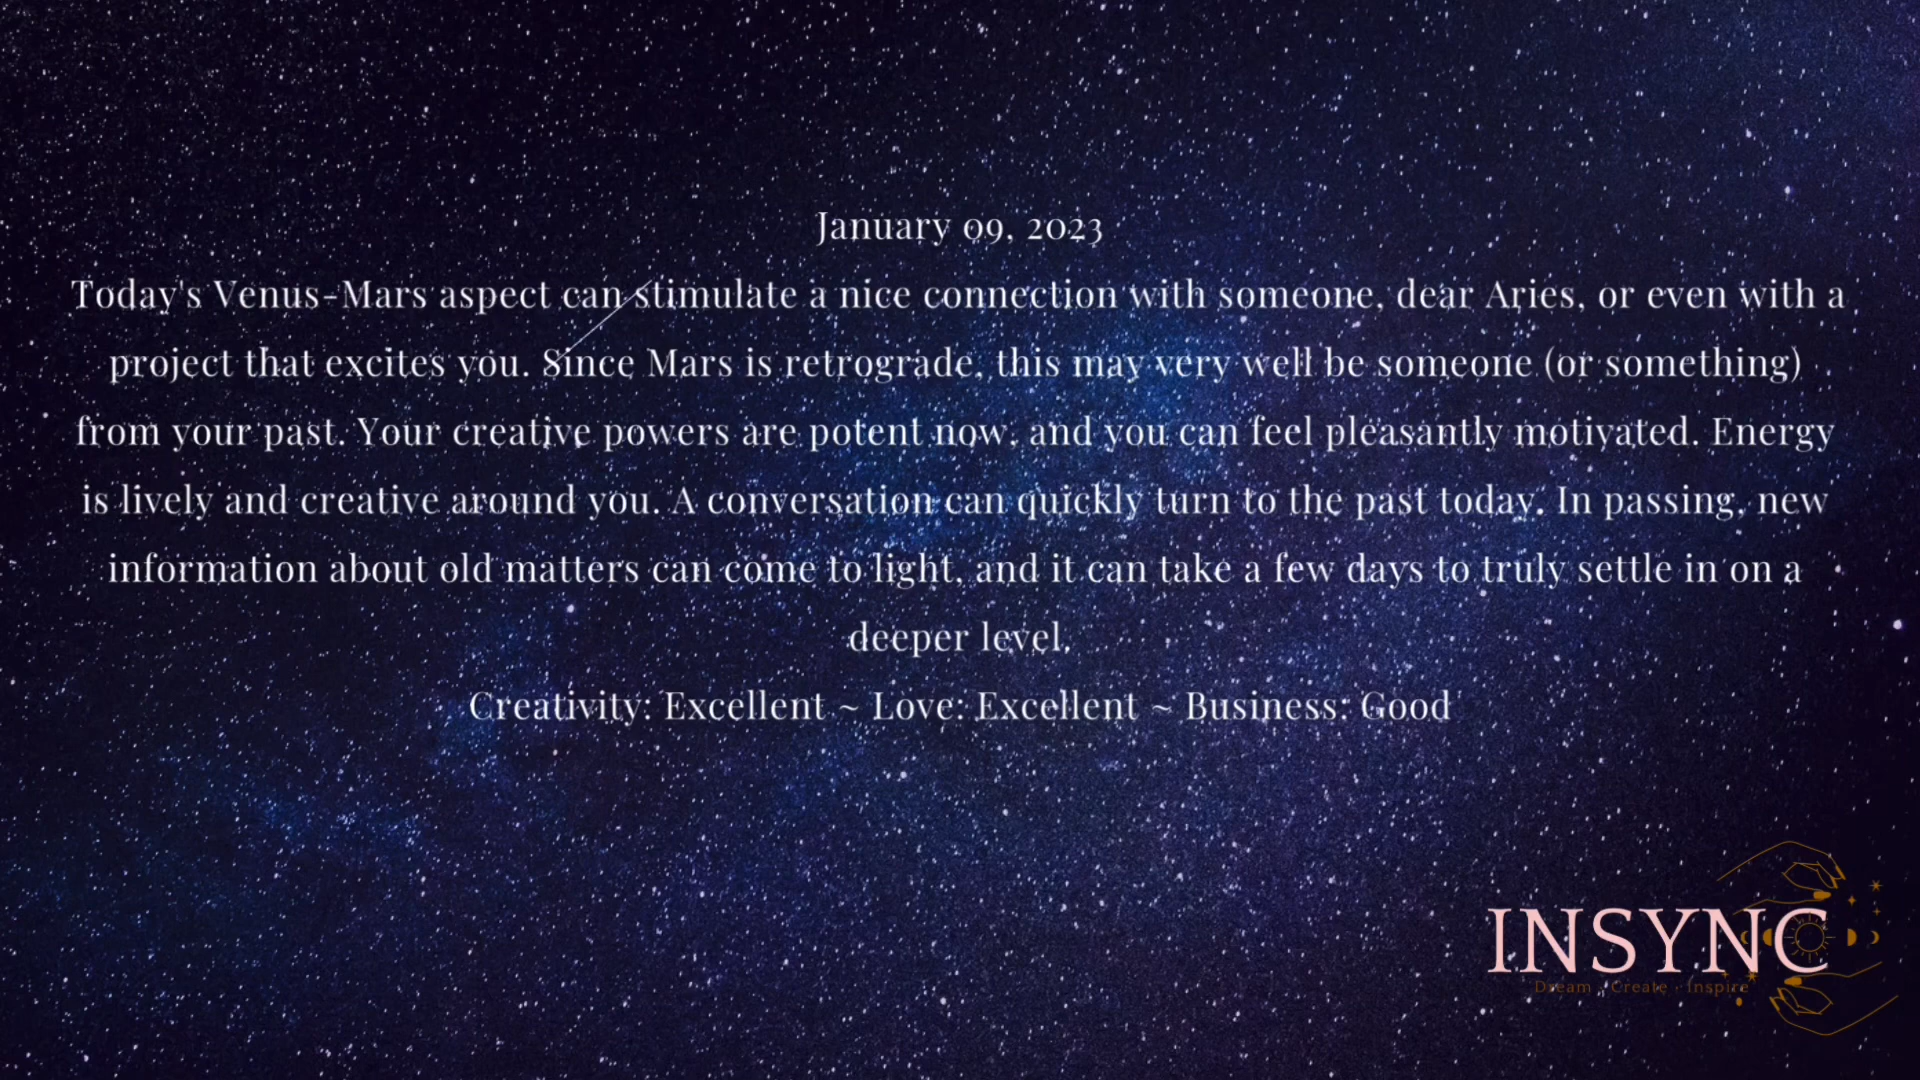 January 09, 2023
Today's Venus-Mars aspect can stimulate a nice connection with someone, dear Aries, or even with a
project that excites you. Since Mars is retrograde, this may very well be someone (or something)
from your past. Your creative powers are potent now, and you can feel pleasantly motivated. Energy
is lively and creative around you. A conversation can quickly turn to the past today. In passing, new
information about old matters can come to light, and it can take a few days to truly settle in on a
deeper level.
Creativity: Excellent ~ Love: Excellent ~ Business: Good
INSYNC
Dream · Create · Inspire